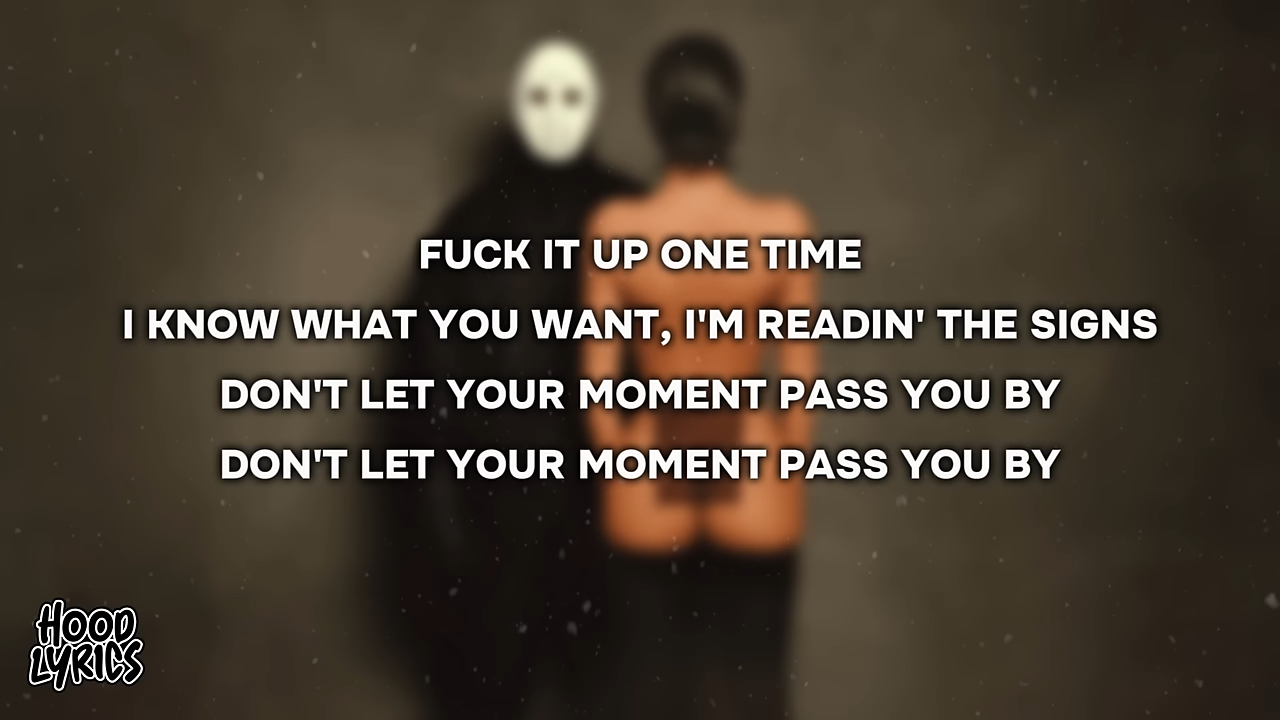 FUCK IT UP ONE TIME
I KNOW WHAT YOU WANT, I'M READIN' THE SIGNS
DON'T LET YOUR MOMENT PASS YOU BY
DON'T LET YOUR MOMENT PASS YOU BY
HOOD
LYRICS